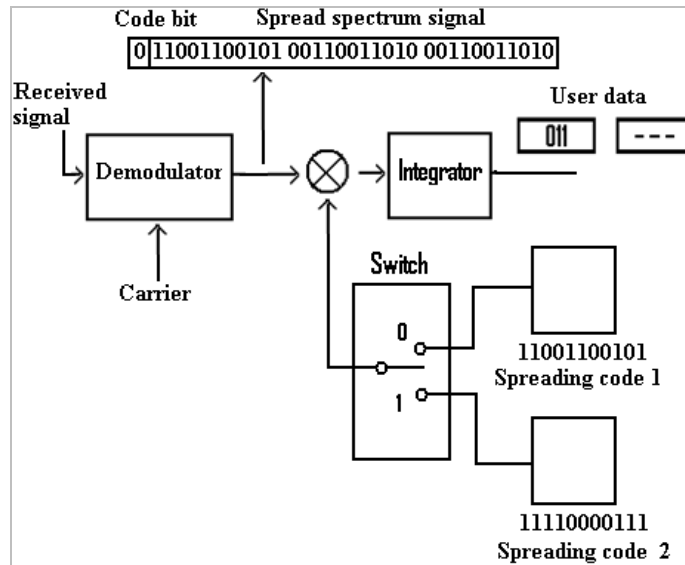 Code bit
Spread spectrum signal
0 11001100101 00110011010 00110011010
Received
signal
User data
011
---
Demodulator
Integrator
Carrier
Switch
0
1
11001100101
Spreading code 1
11110000111
Spreading code 2